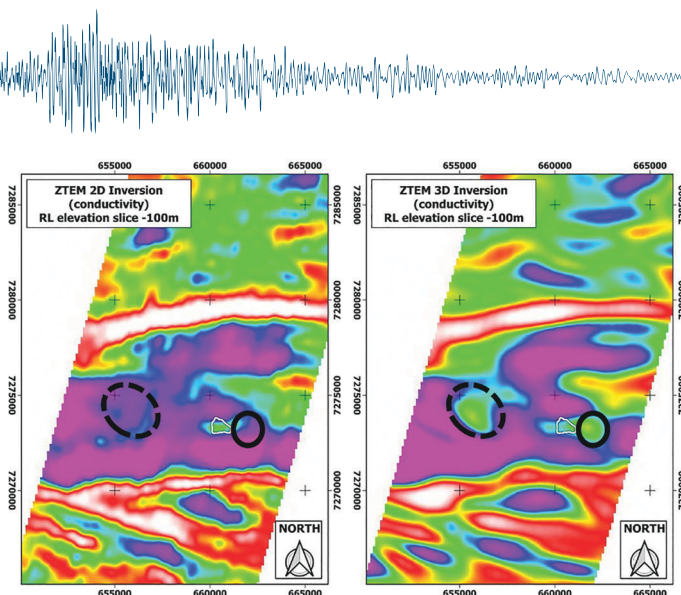 655000 660000 665000 655000 660000 665000
ZTEM 2D Inversion
(conductivity)
RL elevation slice -100m
ZTEM 3D Inversion
(conductivity)
RL elevation slice -100m
7285000 7285000
7280000 7280000
7275000 7275000
7270000 7270000
NORTH NORTH
655000 660000 665000 655000 660000 665000